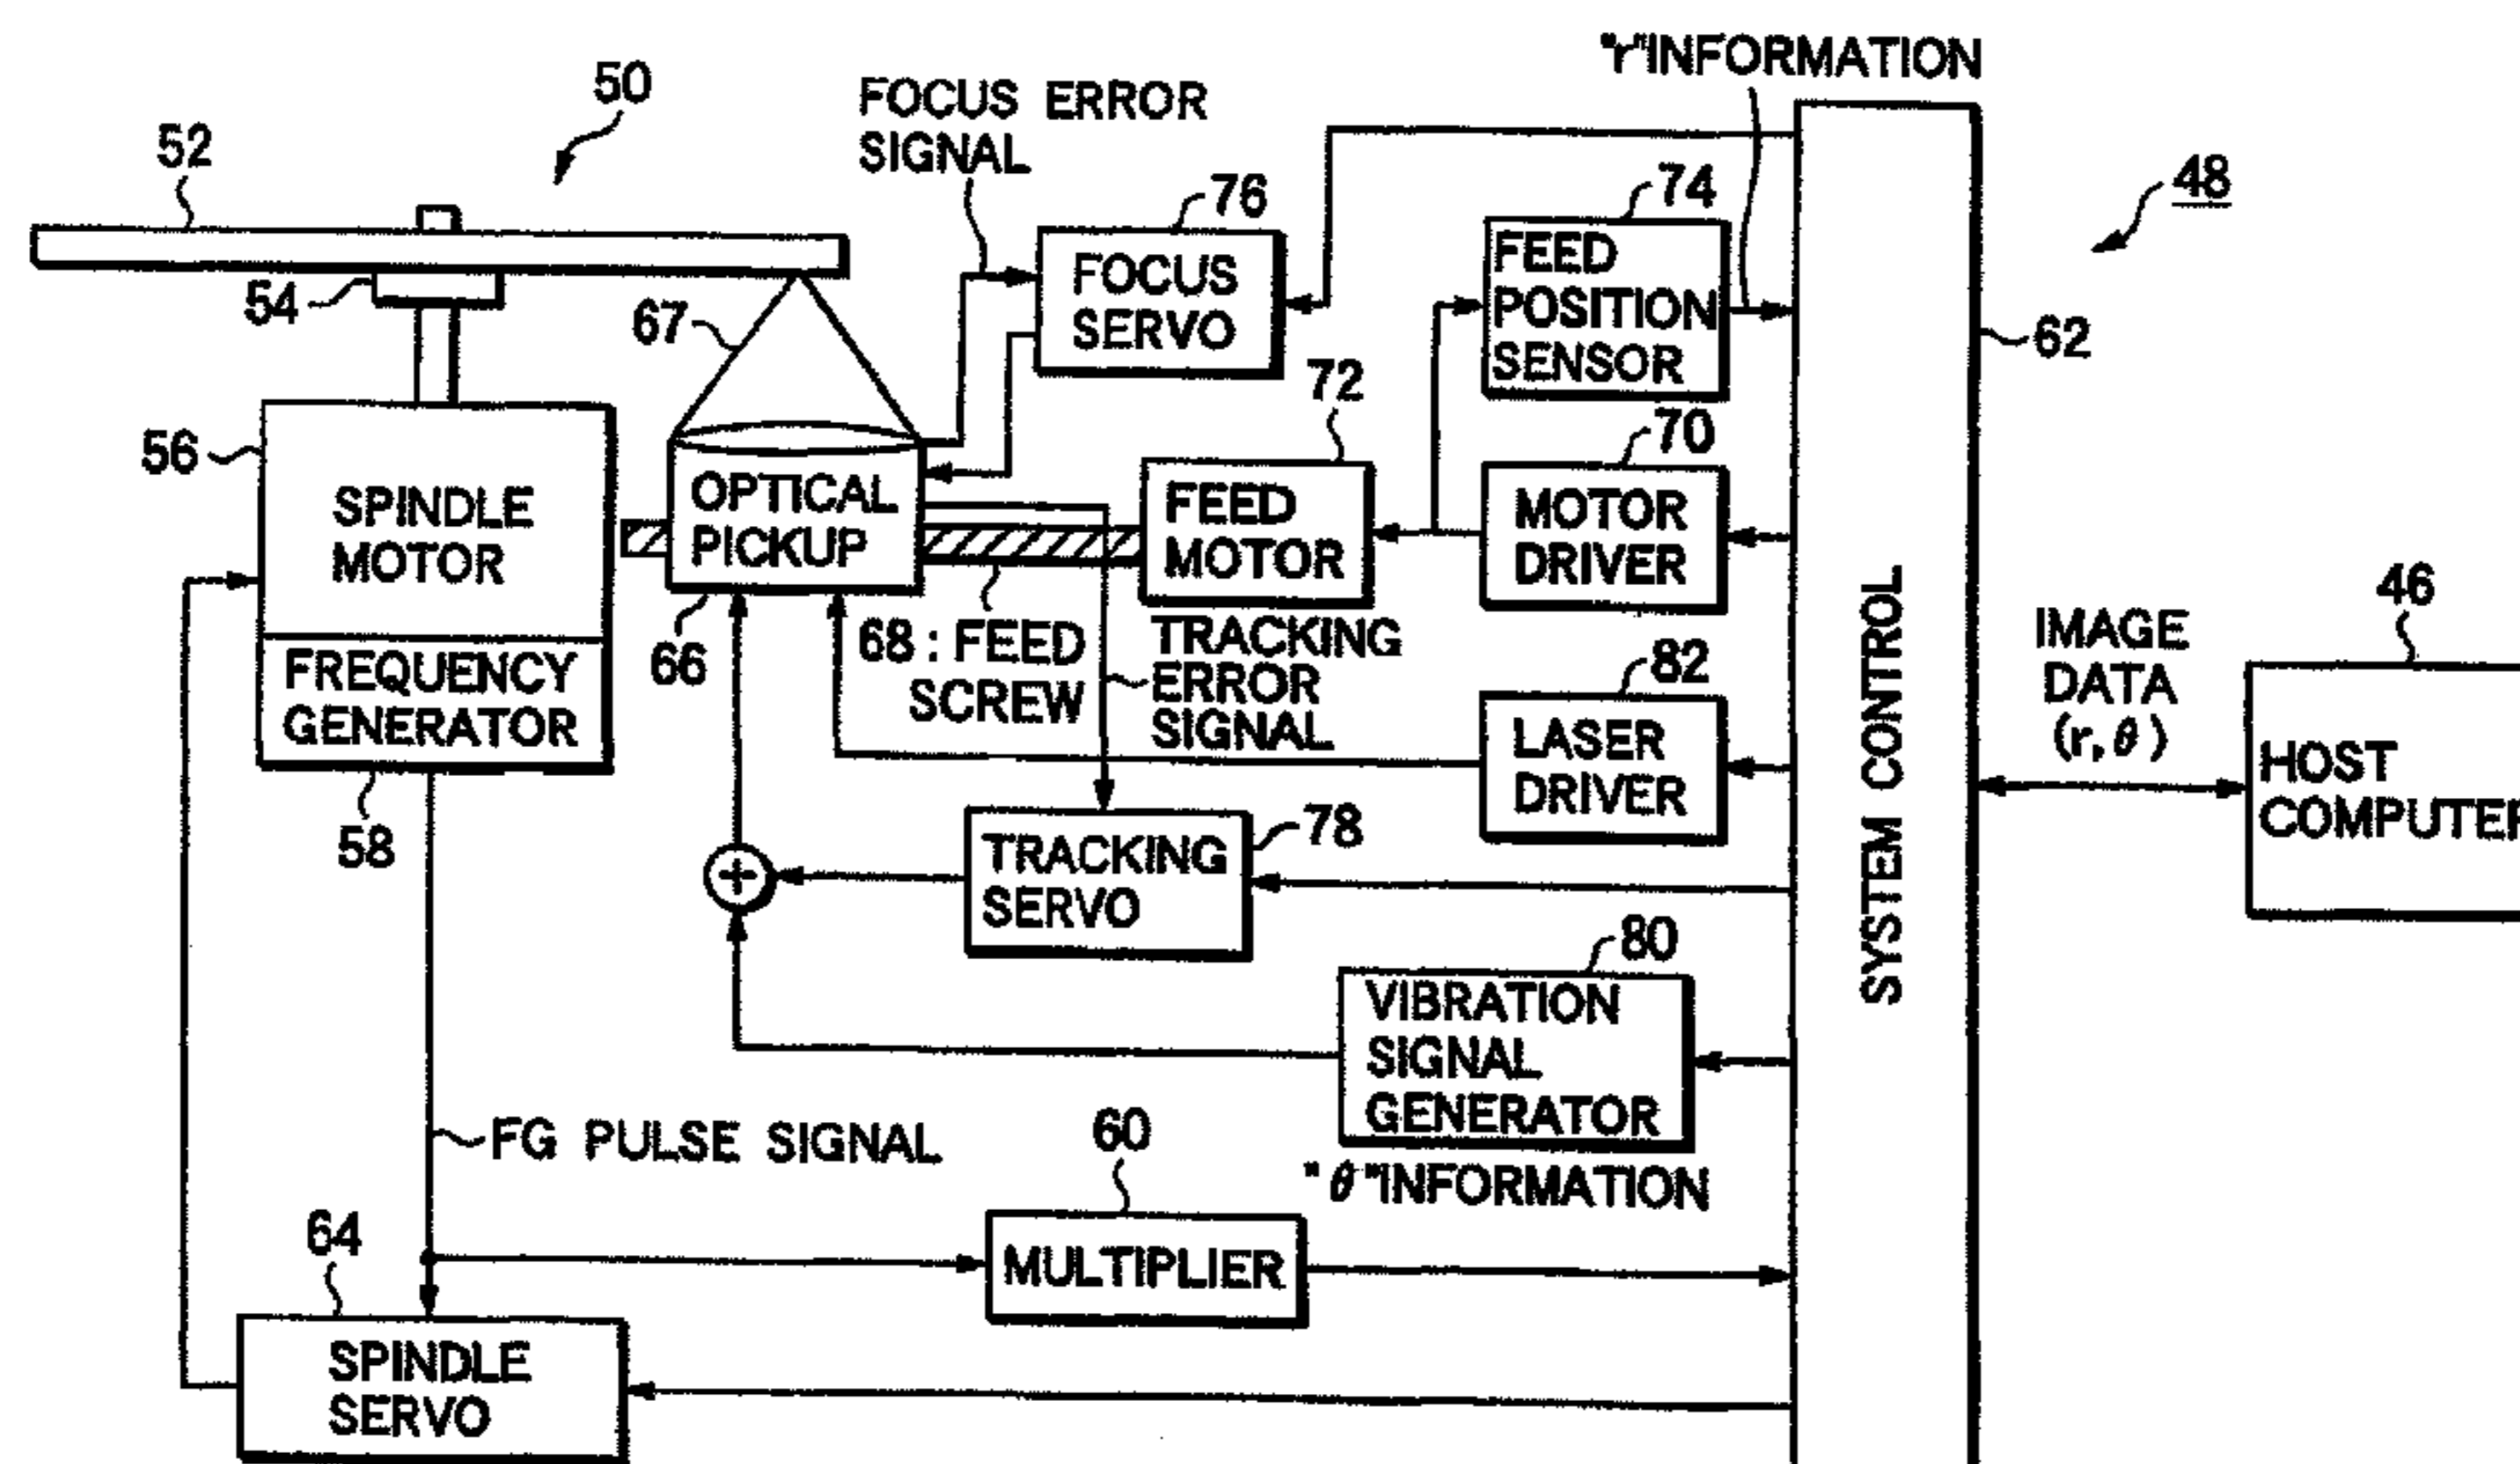 "r"INFORMATION
50
FOCUS ERROR
SIGNAL
52
76
74
48
FOCUS
SERVO
FEED
POSITION
SENSOR
54
67
62
72
70
56
OPTICAL
PICKUP
FEED
MOTOR
MOTOR
DRIVER
SPINDLE
MOTOR
SYSTEM CONTROL
46
IMAGE
DATA
(r, θ)
66
68 : FEED
SCREW
TRACKING
ERROR
SIGNAL
82
FREQUENCY
GENERATOR
LASER
DRIVER
HOST
COMPUTER
58
78
TRACKING
SERVO
80
VIBRATION
SIGNAL
GENERATOR
FG PULSE SIGNAL
60
"θ"INFORMATION
64
MULTIPLIER
SPINDLE
SERVO